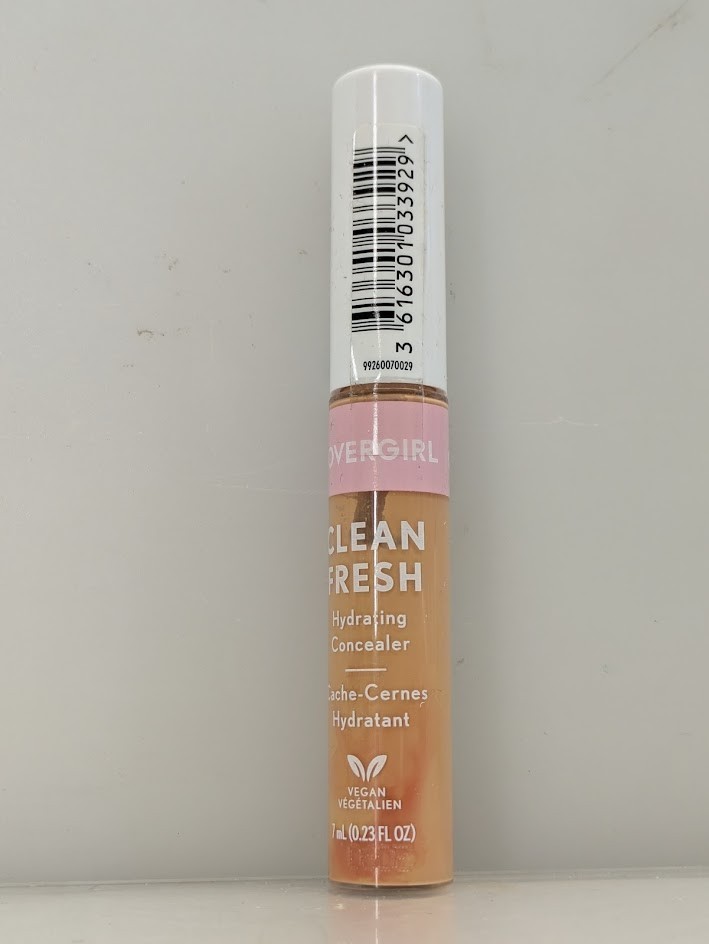 3 616301 033929 >
99260070029
OVERGIRL
CLEAN
FRESH
Hydrating
Concealer
Cache-Cernes
Hydratant
VEGAN
VÉGÉTALIEN
7 mL (0.23 FL OZ)